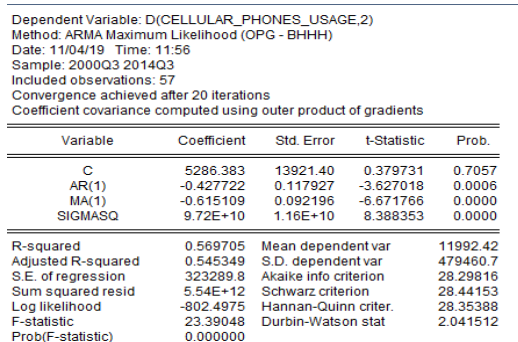 Dependent Variable: D(CELLULAR_PHONES_USAGE,2)
Method: ARMA Maximum Likelihood (OPG - BHHH)
Date: 11/04/19 Time: 11:56
Sample: 2000Q3 2014Q3
Included observations: 57
Convergence achieved after 20 iterations
Coefficient covariance computed using outer product of gradients
Variable Coefficient Std. Error t-Statistic Prob.
C 5286.383 13921.40 0.379731 0.7057
AR(1) -0.427722 0.117927 -3.627018 0.0006
MA(1) -0.615109 0.092196 -6.671766 0.0000
SIGMASQ 9.72E+10 1.16E+10 8.388353 0.0000
R-squared 0.569705 Mean dependent var 11992.42
Adjusted R-squared 0.545349 S.D. dependent var 479460.7
S.E. of regression 323289.8 Akaike info criterion 28.29816
Sum squared resid 5.54E+12 Schwarz criterion 28.44153
Log likelihood -802.4975 Hannan-Quinn criter. 28.35388
F-statistic 23.39048 Durbin-Watson stat 2.041512
Prob(F-statistic) 0.000000